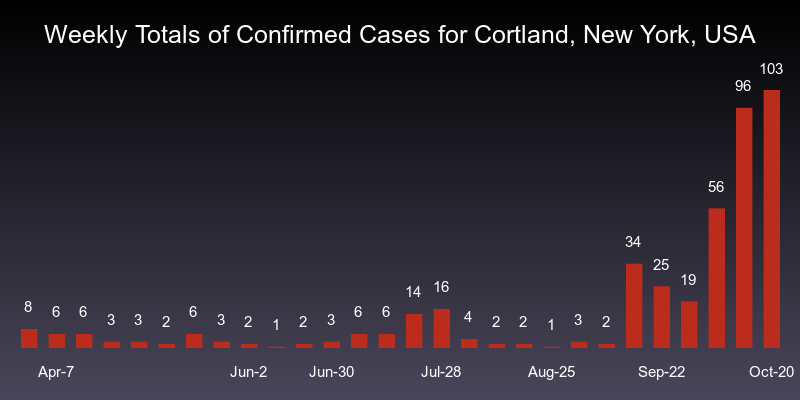 Weekly Totals of Confirmed Cases for Cortland, New York, USA
8 6 6 3 3 2 6 3 2 1 2 3 6 6 14 16 4 2 2 1 3 2 34 25 19 56 96 103
Apr-7 Jun-2 Jun-30 Jul-28 Aug-25 Sep-22 Oct-20